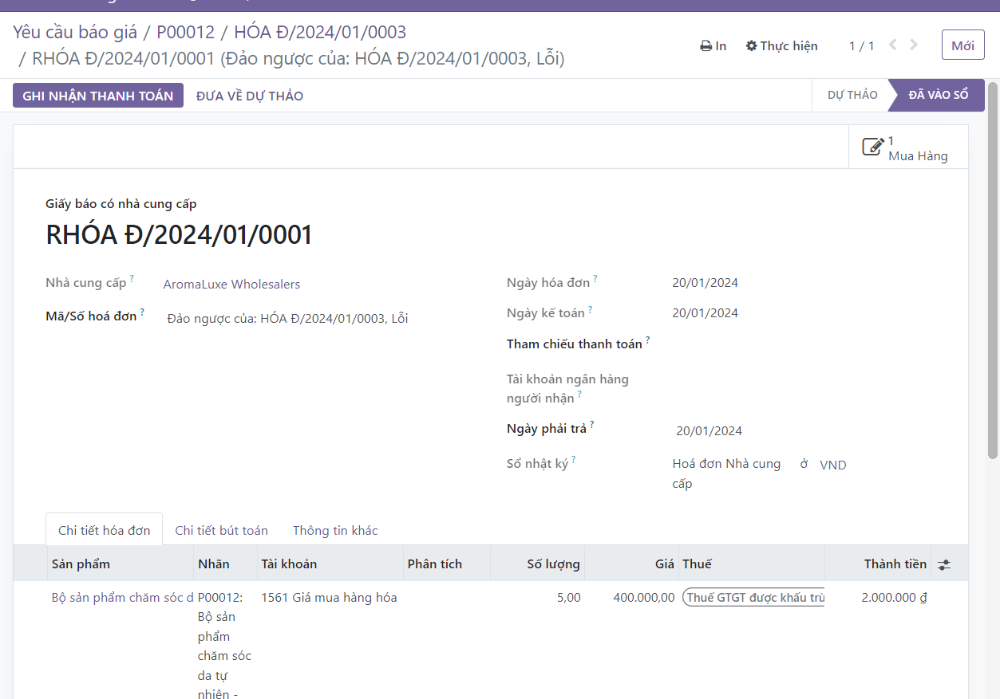 Yêu cầu báo giá / P00012 / HÓA Đ/2024/01/0003
/ RHÓA Đ/2024/01/0001 (Đảo ngược của: HÓA Đ/2024/01/0003, Lỗi)
In
Thực hiện
1 / 1
Mới
GHI NHẬN THANH TOÁN
ĐƯA VỀ DỰ THẢO
DỰ THẢO
ĐÃ VÀO SỔ
1
Mua Hàng
Giấy báo có nhà cung cấp
RHÓA Đ/2024/01/0001
Nhà cung cấp ?
AromaLuxe Wholesalers
Mã/Số hoá đơn ?
Đảo ngược của: HÓA Đ/2024/01/0003, Lỗi
Ngày hóa đơn ?
20/01/2024
Ngày kế toán ?
20/01/2024
Tham chiếu thanh toán ?
Tài khoản ngân hàng
người nhận ?
Ngày phải trả ?
20/01/2024
Sổ nhật ký ?
Hoá đơn Nhà cung
cấp
ở
VND
Chi tiết hóa đơn
Chi tiết bút toán
Thông tin khác
Sản phẩm
Nhãn
Tài khoản
Phân tích
Số lượng
Giá
Thuế
Thành tiền
Bộ sản phẩm chăm sóc d
P00012:
Bộ sản
phẩm
chăm sóc
da tự
nhiên -
1561 Giá mua hàng hóa
5,00
400.000,00
Thuế GTGT được khấu trừ
2.000.000 ₫